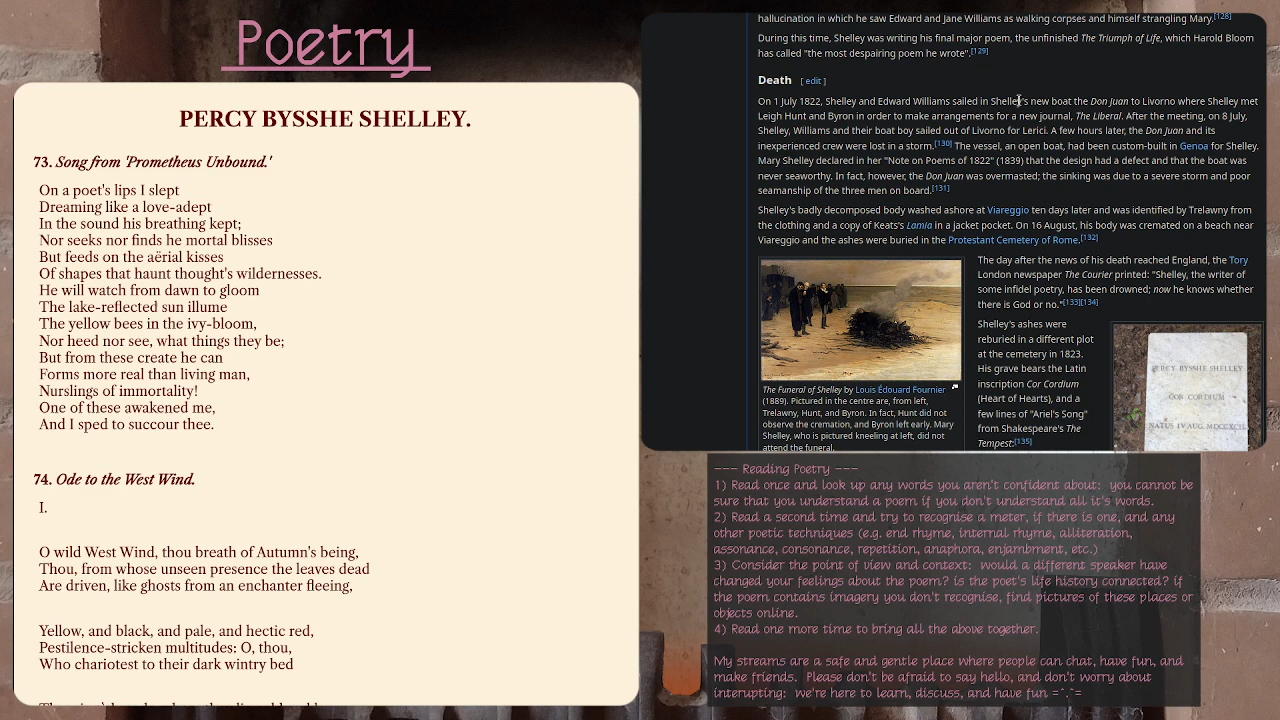 Poetry
PERCY BYSSHE SHELLEY.
73. Song from 'Prometheus Unbound.'
On a poet's lips I slept
Dreaming like a love-adept
In the sound his breathing kept;
Nor seeks nor finds he mortal blisses
But feeds on the aërial kisses
Of shapes that haunt thought's wildernesses.
He will watch from dawn to gloom
The lake-reflected sun illume
The yellow bees in the ivy-bloom,
Nor heed nor see, what things they be;
But from these create he can
Forms more real than living man,
Nurslings of immortality!
One of these awakened me,
And I sped to succour thee.
74. Ode to the West Wind.
I.
O wild West Wind, thou breath of Autumn's being,
Thou, from whose unseen presence the leaves dead
Are driven, like ghosts from an enchanter fleeing,
Yellow, and black, and pale, and hectic red,
Pestilence-stricken multitudes: O, thou,
Who chariotest to their dark wintry bed
hallucination in which he saw Edward and Jane Williams as walking corpses and himself strangling Mary.[128]
During this time, Shelley was writing his final major poem, the unfinished The Triumph of Life, which Harold Bloom
has called "the most despairing poem he wrote".[129]
Death [ edit ]
On 1 July 1822, Shelley and Edward Williams sailed in Shelley's new boat the Don Juan to Livorno where Shelley met
Leigh Hunt and Byron in order to make arrangements for a new journal, The Liberal. After the meeting, on 8 July,
Shelley, Williams and their boat boy sailed out of Livorno for Lerici. A few hours later, the Don Juan and its
inexperienced crew were lost in a storm.[130] The vessel, an open boat, had been custom-built in Genoa for Shelley.
Mary Shelley declared in her "Note on Poems of 1822" (1839) that the design had a defect and that the boat was
never seaworthy. In fact, however, the Don Juan was overmasted; the sinking was due to a severe storm and poor
seamanship of the three men on board.[131]
Shelley's badly decomposed body washed ashore at Viareggio ten days later and was identified by Trelawny from
the clothing and a copy of Keats's Lamia in a jacket pocket. On 16 August, his body was cremated on a beach near
Viareggio and the ashes were buried in the Protestant Cemetery of Rome.[132]
The day after the news of his death reached England, the Tory
London newspaper The Courier printed: "Shelley, the writer of
some infidel poetry, has been drowned; now he knows whether
there is God or no."[133][134]
Shelley's ashes were
reburied in a different plot
at the cemetery in 1823.
His grave bears the Latin
inscription Cor Cordium
(Heart of Hearts), and a
few lines of "Ariel's Song"
from Shakespeare's The
Tempest:[135]
The Funeral of Shelley by Louis Édouard Fournier
(1889). Pictured in the centre are, from left,
Trelawny, Hunt, and Byron. In fact, Hunt did not
observe the cremation, and Byron left early. Mary
Shelley, who is pictured kneeling at left, did not
attend the funeral.
PERCY BYSSHE SHELLEY
COR CORDIUM
NATUS IV AUG. MDCCXCII
--- Reading Poetry ---
1) Read once and look up any words you aren't confident about: you cannot be
sure that you understand a poem if you don't understand all it's words.
2) Read a second time and try to recognise a meter, if there is one, and any
other poetic techniques (e.g. end rhyme, internal rhyme, alliteration,
assonance, consonance, repetition, anaphora, enjambment, etc.)
3) Consider the point of view and context: would a different speaker have
changed your feelings about the poem? is the poet's life history connected? if
the poem contains imagery you don't recognise, find pictures of these places or
objects online.
4) Read one more time to bring all the above together.
My streams are a safe and gentle place where people can chat, have fun, and
make friends. Please don't be afraid to say hello, and don't worry about
interupting: we're here to learn, discuss, and have fun =^.^=